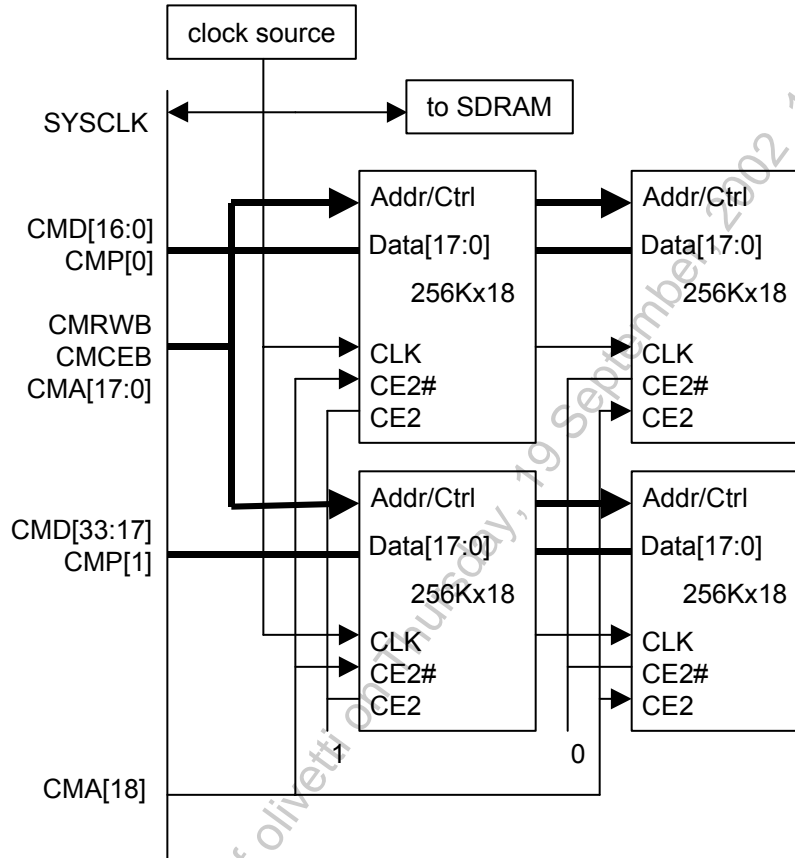 clock source
SYSCLK
to SDRAM
Addr/Ctrl
Addr/Ctrl
CMD[16:0]
CMP[0]
Data[17:0]
Data[17:0]
256Kx18
256Kx18
CMRWB
CMCEB
CMA[17:0]
CLK
CE2#
CE2
CLK
CE2#
CE2
Addr/Ctrl
Addr/Ctrl
CMD[33:17]
CMP[1]
Data[17:0]
Data[17:0]
256Kx18
256Kx18
CLK
CE2#
CE2
CLK
CE2#
CE2
1
0
CMA[18]
of olivetti on Thursday, 19 September, 2002